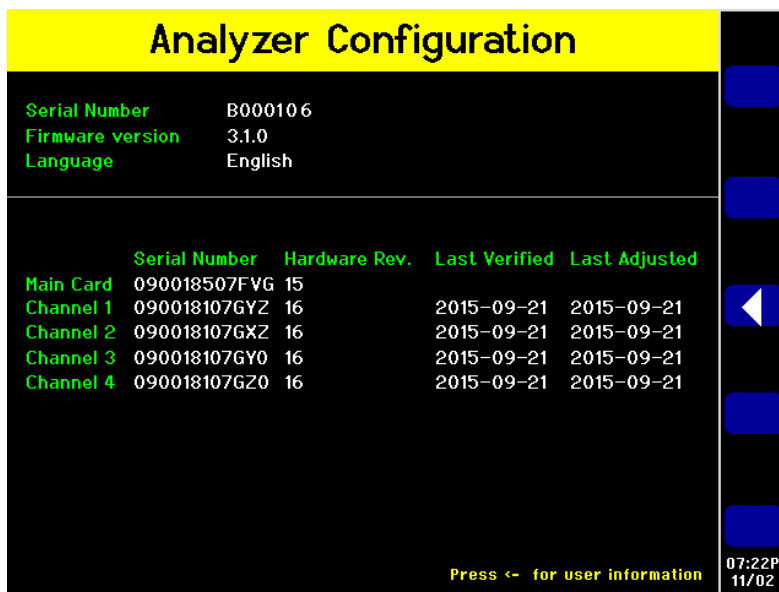 Analyzer Configuration
Serial Number B000106
Firmware version 3.1.0
Language English
Serial Number Hardware Rev. Last Verified Last Adjusted
Main Card 090018507FVG 15
Channel 1 090018107GYZ 16 2015-09-21 2015-09-21
Channel 2 090018107GXZ 16 2015-09-21 2015-09-21
Channel 3 090018107GY0 16 2015-09-21 2015-09-21
Channel 4 090018107GZ0 16 2015-09-21 2015-09-21
Press <- for user information
07:22P
11/02